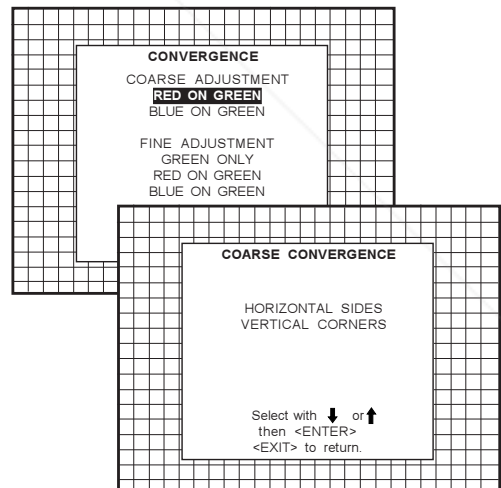 CONVERGENCE
COARSE ADJUSTMENT
RED ON GREEN
BLUE ON GREEN
FINE ADJUSTMENT
GREEN ONLY
RED ON GREEN
BLUE ON GREEN
COARSE CONVERGENCE
HORIZONTAL SIDES
VERTICAL CORNERS
Select with ⬇ or ⬆
then <ENTER>
<EXIT> to return.